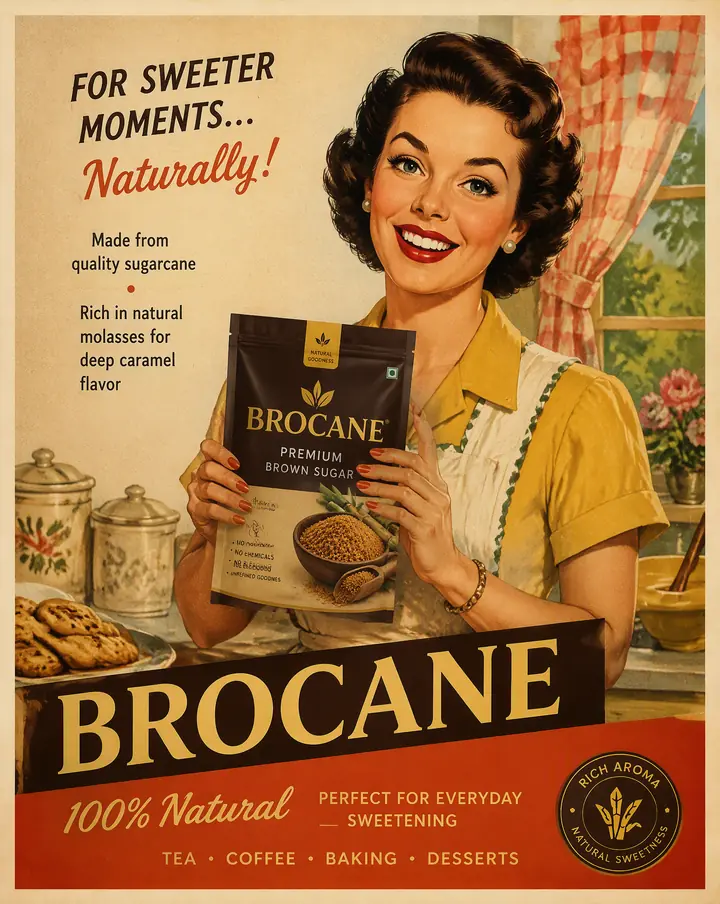 FOR SWEETER
MOMENTS...
Naturally!
Made from
quality sugarcane
•
Rich in natural
molasses for
deep caramel
flavor
NATURAL
GOODNESS
BROCANE
PREMIUM
BROWN SUGAR
• NO CHEMICALS
BROCANE
100% Natural
PERFECT FOR EVERYDAY
— SWEETENING
TEA • COFFEE • BAKING • DESSERTS
RICH AROMA
• NATURAL SWEETNESS •